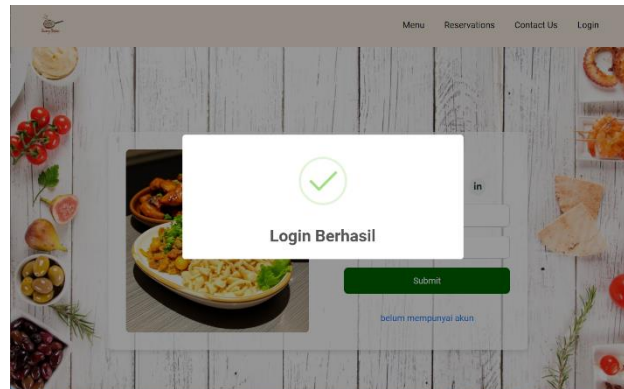 Menu Reservations Contact Us Login
in
Login Berhasil
Submit
belum mempunyai akun